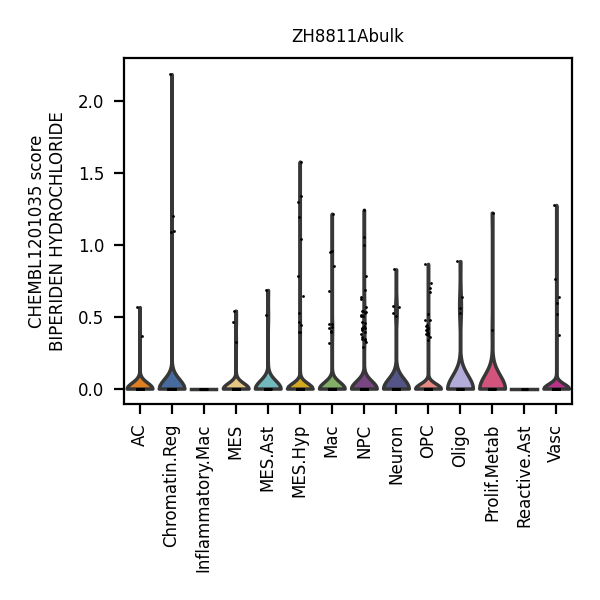 ZH8811Abulk
CHEMBL1201035 score
BIPERIDEN HYDROCHLORIDE
2.0
1.5
1.0
0.5
0.0
AC
Chromatin.Reg
Inflammatory.Mac
MES
MES.Ast
MES.Hyp
Mac
NPC
Neuron
OPC
Oligo
Prolif.Metab
Reactive.Ast
Vasc